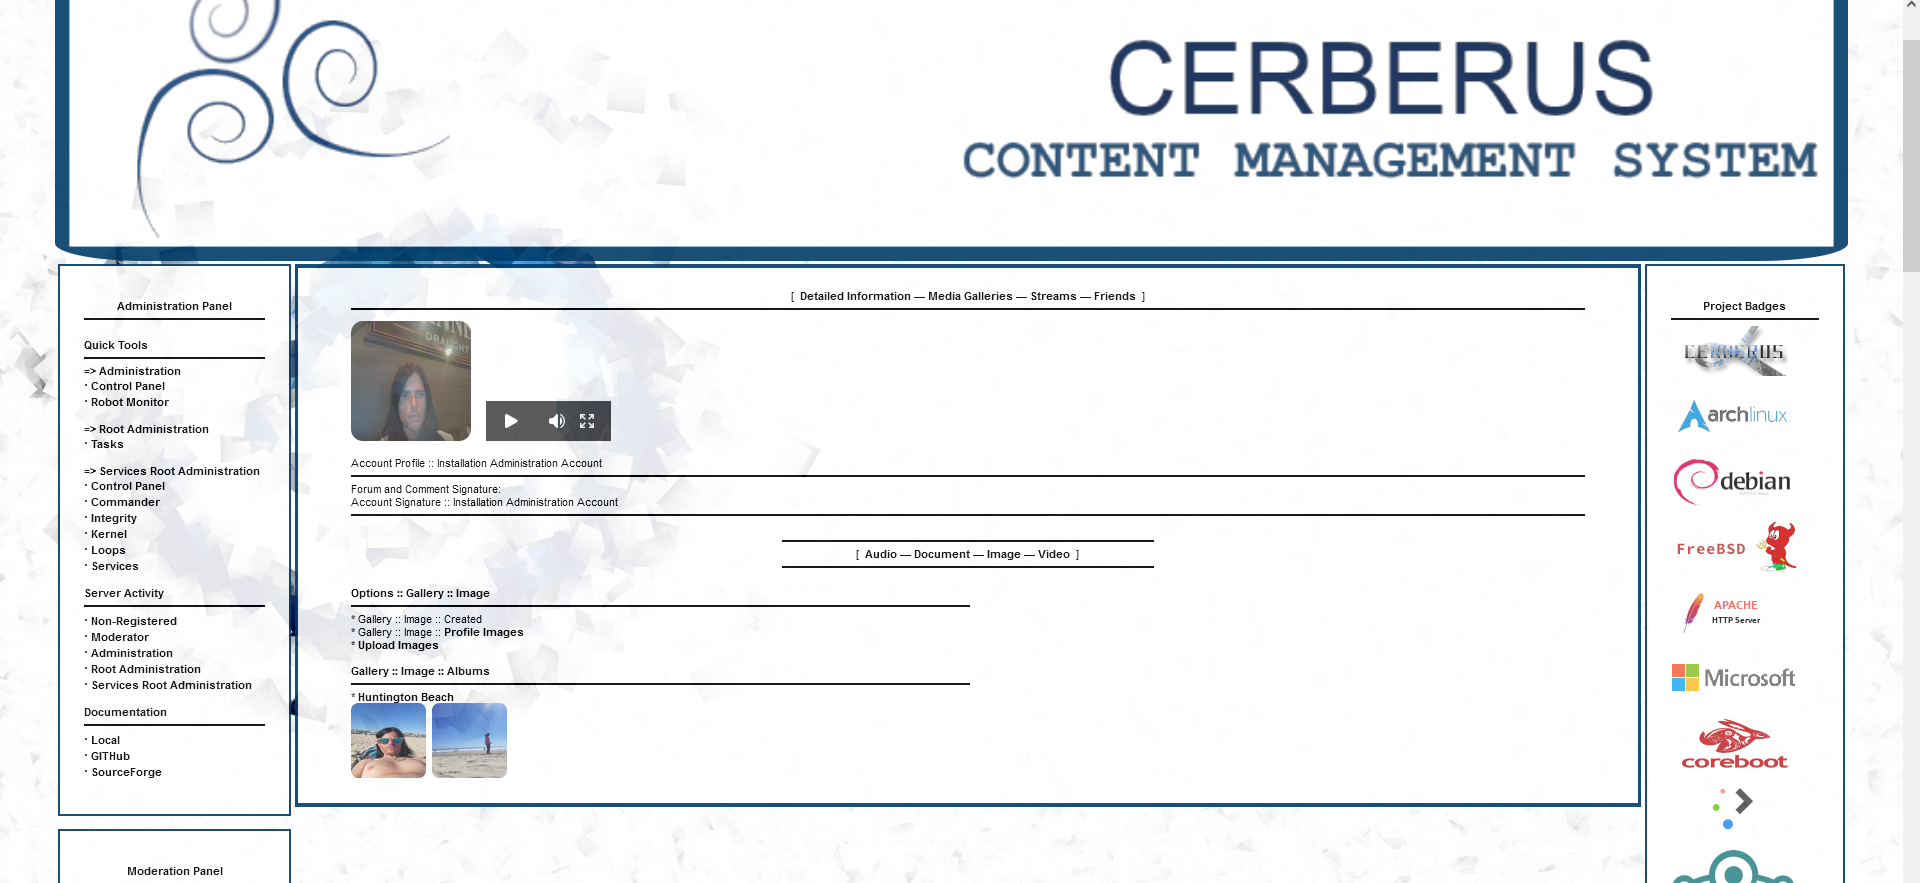 CERBERUS
CONTENT MANAGEMENT SYSTEM
Administration Panel
Quick Tools
=> Administration
· Control Panel
· Robot Monitor
=> Root Administration
· Tasks
=> Services Root Administration
· Control Panel
· Commander
· Integrity
· Kernel
· Loops
· Services
Server Activity
· Non-Registered
· Moderator
· Administration
· Root Administration
· Services Root Administration
Documentation
· Local
· GITHub
· SourceForge
Moderation Panel
[ Detailed Information — Media Galleries — Streams — Friends ]
DRAUGHT
Account Profile :: Installation Administration Account
Forum and Comment Signature:
Account Signature :: Installation Administration Account
[ Audio — Document — Image — Video ]
Options :: Gallery :: Image
* Gallery :: Image :: Created
* Gallery :: Image :: Profile Images
* Upload Images
Gallery :: Image :: Albums
* Huntington Beach
Project Badges
CERBERUS
archlinux
debian
FreeBSD
APACHE
HTTP Server
Microsoft
coreboot